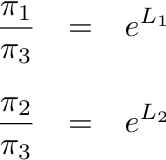 π₁/π₃ = e^{L₁}
π₂/π₃ = e^{L₂}